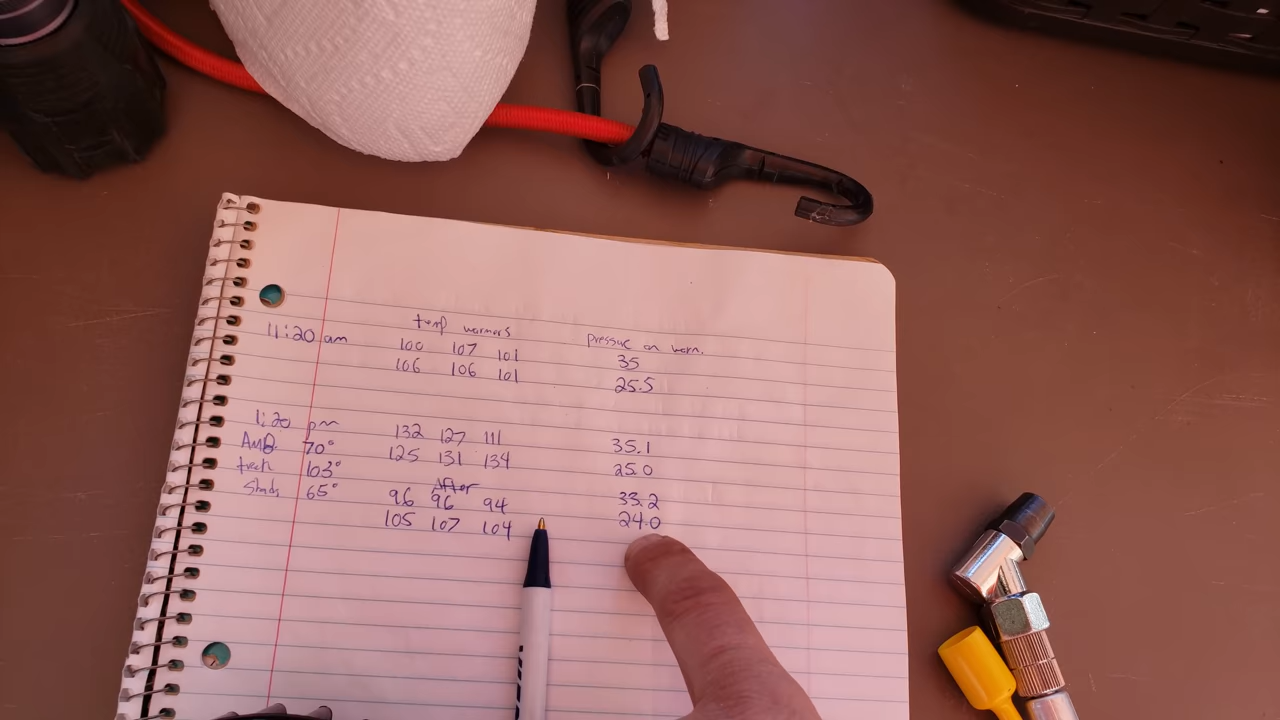 temp warmers pressure on warm.
11:20 am 100 107 101 35
106 106 101 25.5
1:20 pm 132 127 111 35.1
AMB. 70° 125 131 134 25.0
track 103° After
Shade 65° 96 96 94 33.2
105 107 104 24.0